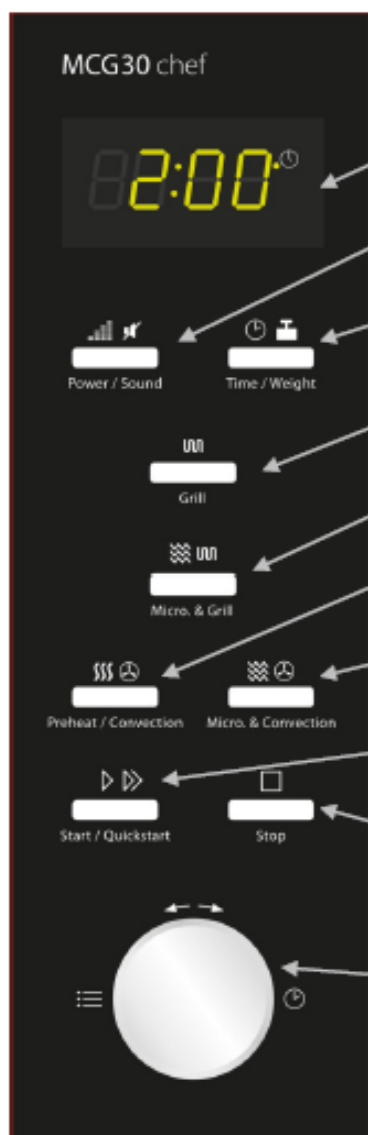 MCG30 chef
2:00
Power / Sound Time / Weight
Grill
Micro. & Grill
Preheat / Convection Micro. & Convection
Start / Quickstart Stop